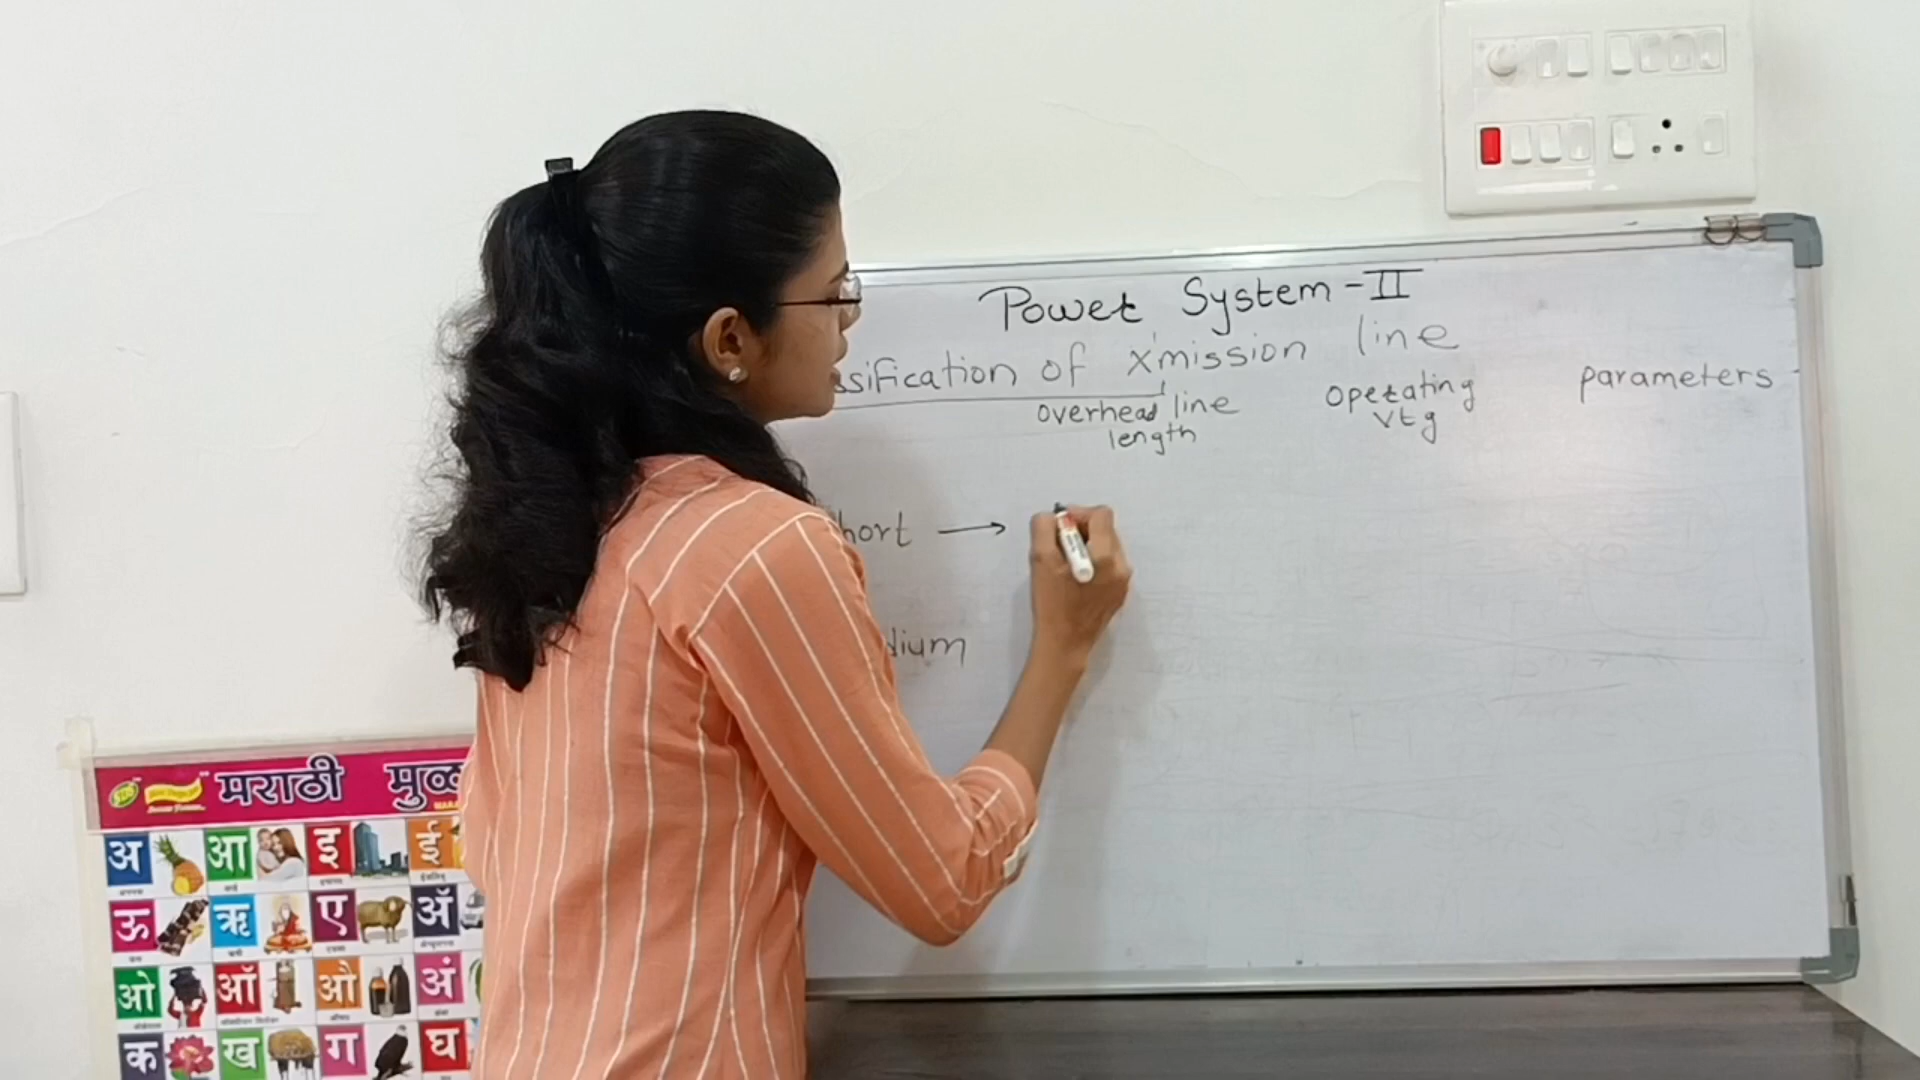 Power System - II
ssification of x'mission line
overhead line length
operating vtg
parameters
hort →
dium
मराठी मुळ
अ आ इ ई
ऊ ऋ ए ॲ
ओ ऑ औ अं
क ख ग घ